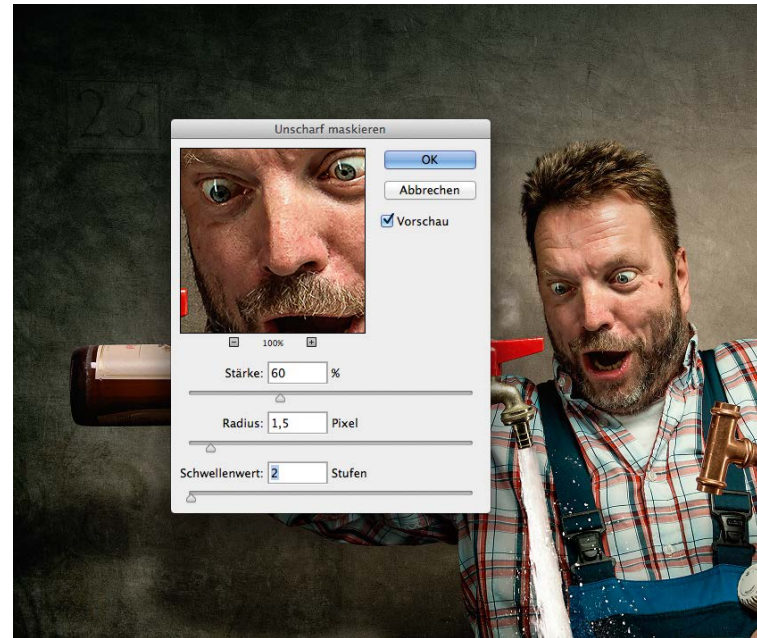 25
Unscharf maskieren
OK
Abbrechen
Vorschau
100%
Stärke: 60 %
Radius: 1,5 Pixel
Schwellenwert: 2 Stufen